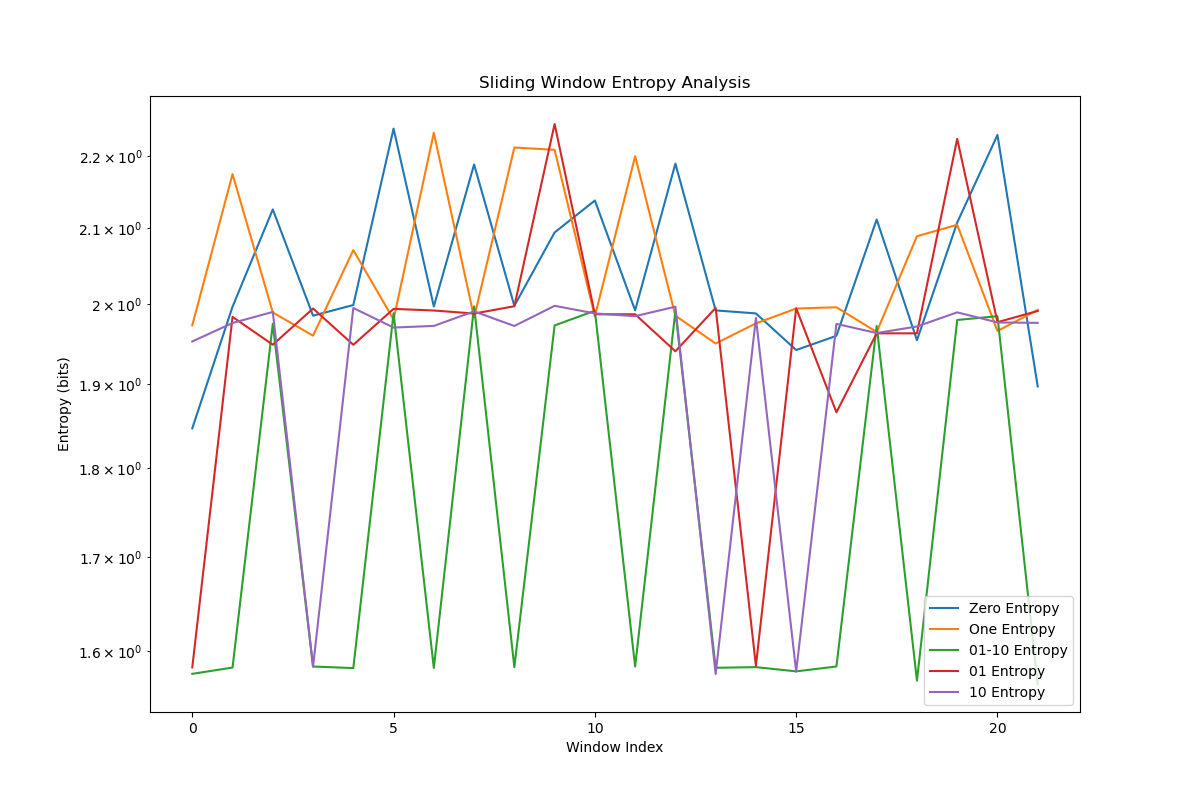 Sliding Window Entropy Analysis
2.2 × 10⁰
2.1 × 10⁰
2 × 10⁰
1.9 × 10⁰
1.8 × 10⁰
1.7 × 10⁰
1.6 × 10⁰
Entropy (bits)
0 5 10 15 20
Window Index
Zero Entropy
One Entropy
01-10 Entropy
01 Entropy
10 Entropy